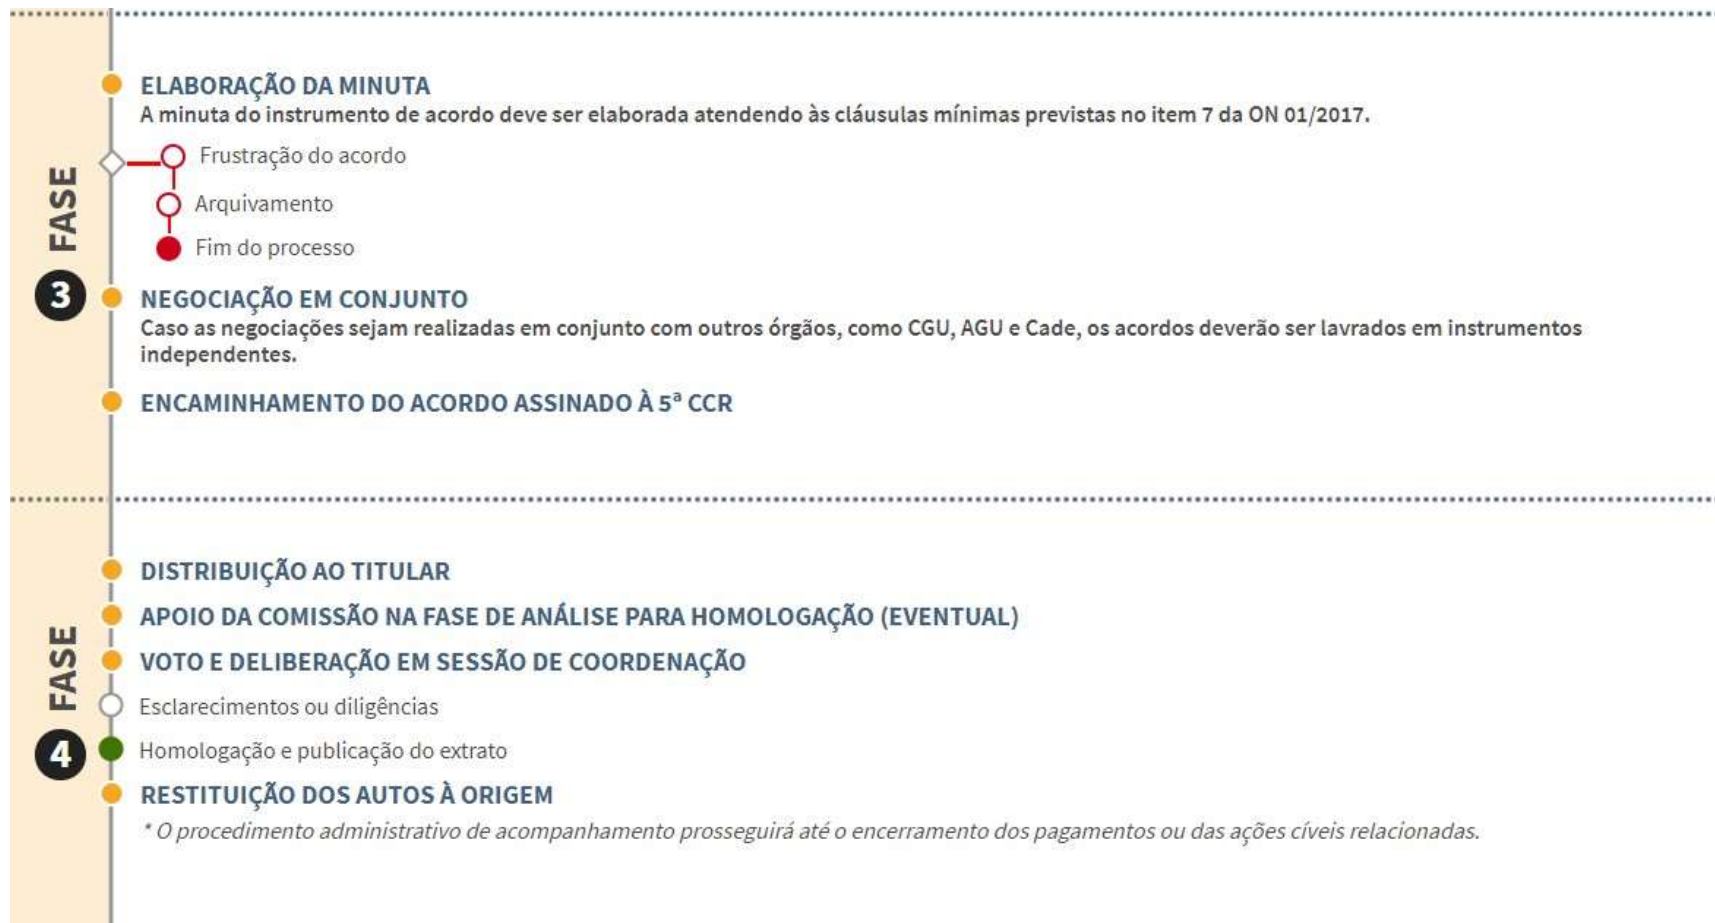 3 FASE
ELABORAÇÃO DA MINUTA
A minuta do instrumento de acordo deve ser elaborada atendendo às cláusulas mínimas previstas no item 7 da ON 01/2017.
Frustração do acordo
Arquivamento
Fim do processo
NEGOCIAÇÃO EM CONJUNTO
Caso as negociações sejam realizadas em conjunto com outros órgãos, como CGU, AGU e Cade, os acordos deverão ser lavrados em instrumentos
independentes.
ENCAMINHAMENTO DO ACORDO ASSINADO À 5ª CCR
4 FASE
DISTRIBUIÇÃO AO TITULAR
APOIO DA COMISSÃO NA FASE DE ANÁLISE PARA HOMOLOGAÇÃO (EVENTUAL)
VOTO E DELIBERAÇÃO EM SESSÃO DE COORDENAÇÃO
Esclarecimentos ou diligências
Homologação e publicação do extrato
RESTITUIÇÃO DOS AUTOS À ORIGEM
* O procedimento administrativo de acompanhamento prosseguirá até o encerramento dos pagamentos ou das ações cíveis relacionadas.